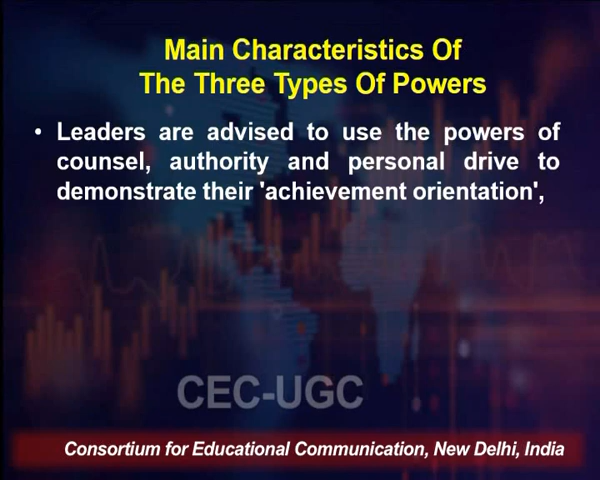 Main Characteristics Of
The Three Types Of Powers
• Leaders are advised to use the powers of
counsel, authority and personal drive to
demonstrate their 'achievement orientation',
CEC-UGC
Consortium for Educational Communication, New Delhi, India